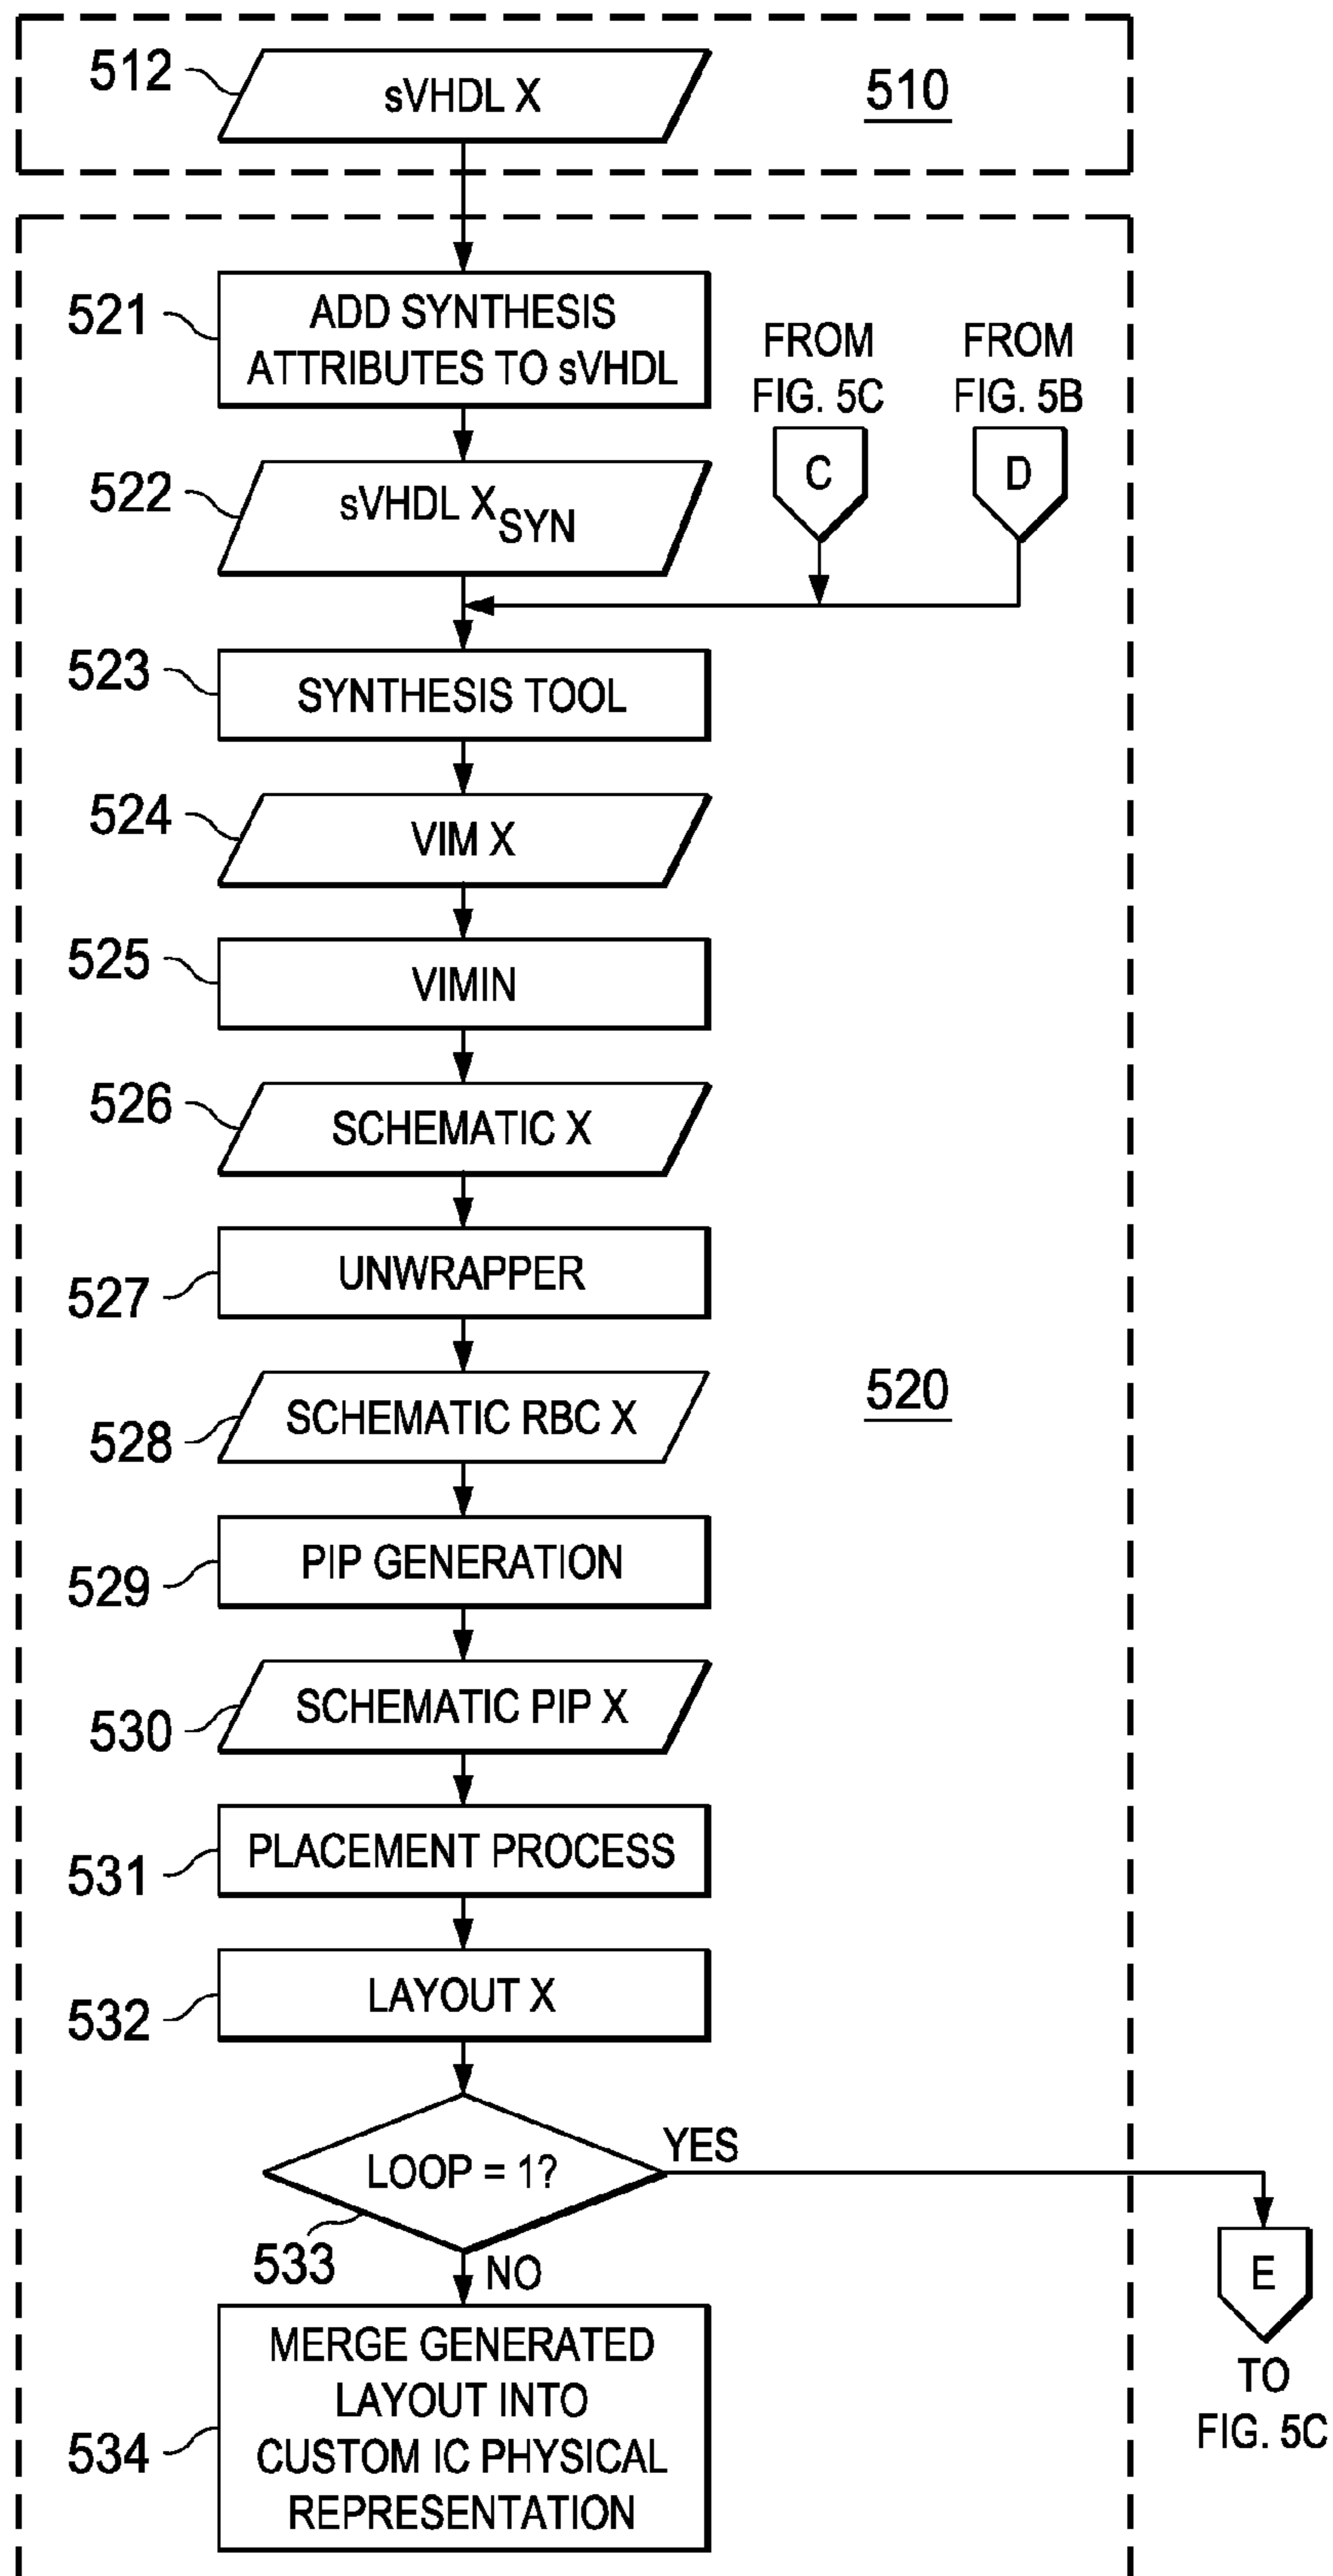 512
sVHDL X
510
521
ADD SYNTHESIS
ATTRIBUTES TO sVHDL
FROM
FIG. 5C
FROM
FIG. 5B
522
sVHDL XSYN
C
D
523
SYNTHESIS TOOL
524
VIM X
525
VIMIN
526
SCHEMATIC X
527
UNWRAPPER
520
528
SCHEMATIC RBC X
529
PIP GENERATION
530
SCHEMATIC PIP X
531
PLACEMENT PROCESS
532
LAYOUT X
LOOP = 1?
YES
533
NO
E
TO
FIG. 5C
534
MERGE GENERATED
LAYOUT INTO
CUSTOM IC PHYSICAL
REPRESENTATION